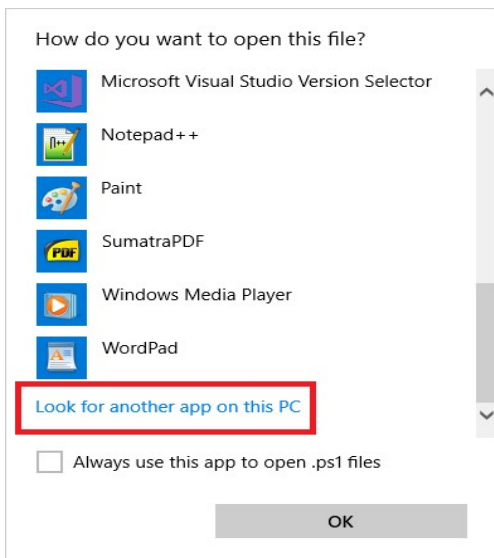 How do you want to open this file?
Microsoft Visual Studio Version Selector
Notepad++
Paint
SumatraPDF
PDF
Windows Media Player
WordPad
Look for another app on this PC
Always use this app to open .ps1 files
OK